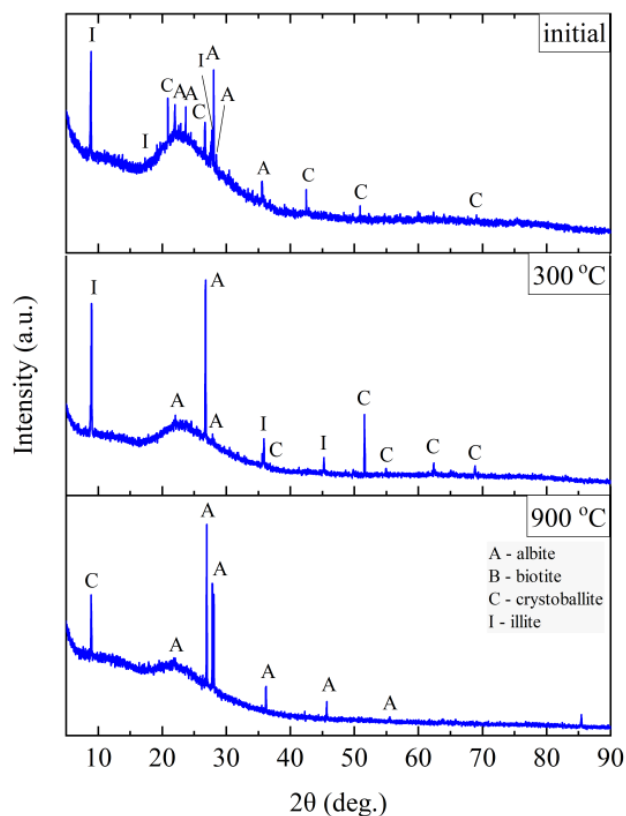 initial
I
A
I
A
C
A
A
C
I
A
C
C
C
300 °C
I
A
A
A
I
C
I
C
C
C
C
900 °C
A
A
C
A
A
A
A
A - albite
B - biotite
C - crystoballite
I - illite
Intensity (a.u.)
10 20 30 40 50 60 70 80 90
2θ (deg.)